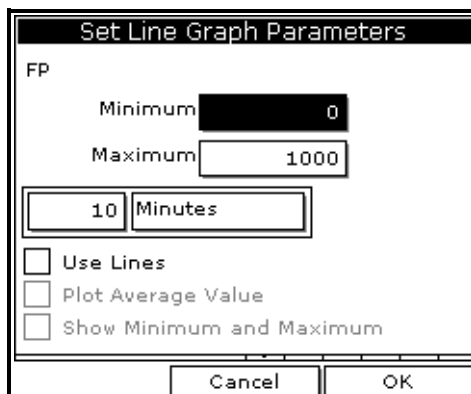 Set Line Graph Parameters
FP
Minimum 0
Maximum 1000
10 Minutes
Use Lines
Plot Average Value
Show Minimum and Maximum
Cancel OK